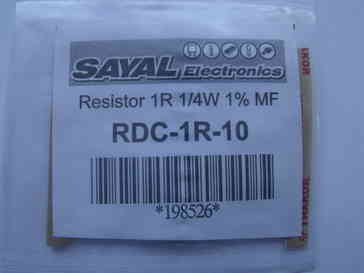 SAYAL Electronics
Resistor 1R 1/4W 1% MF
RDC-1R-10
*198526*